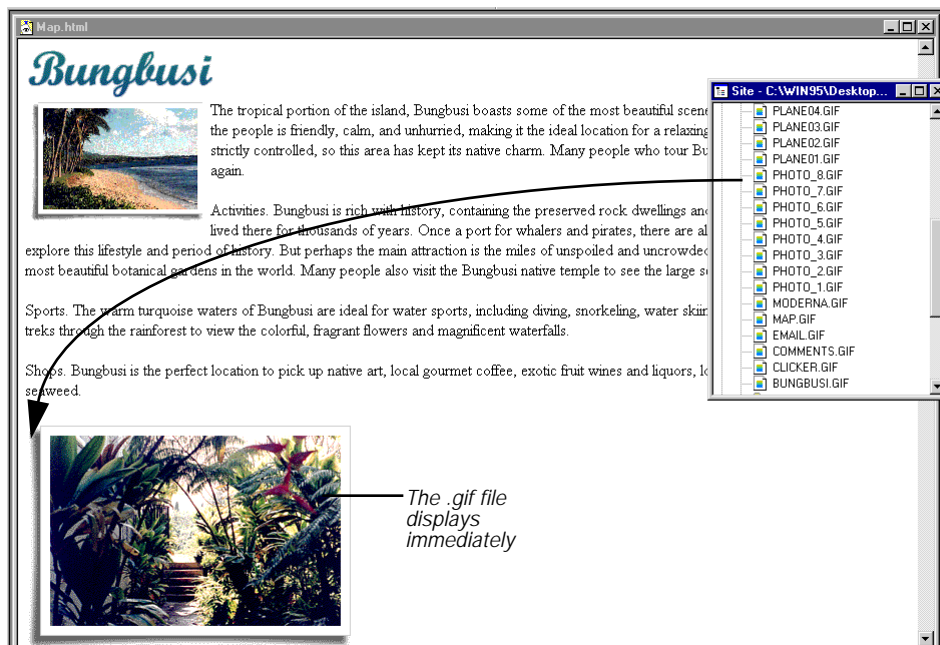 Map.html
Bungbusi
The tropical portion of the island, Bungbusi boasts some of the most beautiful scene
the people is friendly, calm, and unhurried, making it the ideal location for a relaxing
strictly controlled, so this area has kept its native charm. Many people who tour Bu
again.
Activities. Bungbusi is rich with history, containing the preserved rock dwellings and
lived there for thousands of years. Once a port for whalers and pirates, there are al
explore this lifestyle and period of history. But perhaps the main attraction is the miles of unspoiled and uncrowded
most beautiful botanical gardens in the world. Many people also visit the Bungbusi native temple to see the large s
Sports. The warm turquoise waters of Bungbusi are ideal for water sports, including diving, snorkeling, water skiin
treks through the rainforest to view the colorful, fragrant flowers and magnificent waterfalls.
Shops. Bungbusi is the perfect location to pick up native art, local gourmet coffee, exotic fruit wines and liquors, lo
seaweed.
Site - C:\WIN95\Desktop...
PLANE04.GIF
PLANE03.GIF
PLANE02.GIF
PLANE01.GIF
PHOTO_8.GIF
PHOTO_7.GIF
PHOTO_6.GIF
PHOTO_5.GIF
PHOTO_4.GIF
PHOTO_3.GIF
PHOTO_2.GIF
PHOTO_1.GIF
MODERNA.GIF
MAP.GIF
EMAIL.GIF
COMMENTS.GIF
CLICKER.GIF
BUNGBUSI.GIF
The .gif file
displays
immediately